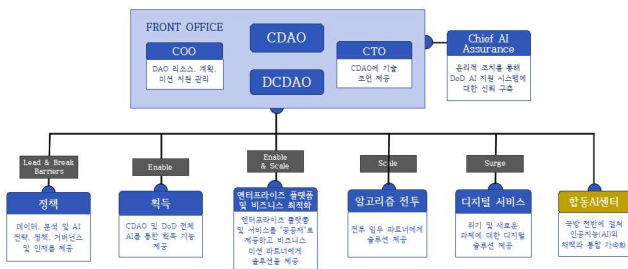 FRONT OFFICE
CDAO
DCDAO
COO
DAO 리소스, 계획,
미션 지원 관리
CTO
CDAO에 기술
조언 제공
Chief AI
Assurance
윤리적 조치를 통해
DoD AI 지원 시스템에
대한 신뢰 구축
Lead & Break
Barriers
정책
데이터, 분석 및 AI
전략, 정책, 거버넌스
및 인재풀 제공
Enable
획득
CDAO 및 DoD 전체
AI를 통한 획득 기능
제공
Enable
& Scale
엔터프라이즈 플랫폼
및 비즈니스 최적화
엔터프라이즈 플랫폼
및 서비스를 "공공재"로
제공하고 비즈니스
미션 파트너에게
솔루션을 제공
Scale
알고리즘 전투
전투 임무 파트너에게
솔루션 제공
Surge
디지털 서비스
위기 및 새로운
과제에 대한 디지털
솔루션 제공
합동AI센터
국방 전반에 걸쳐
인공지능(AI)의
채택과 통합 가속화